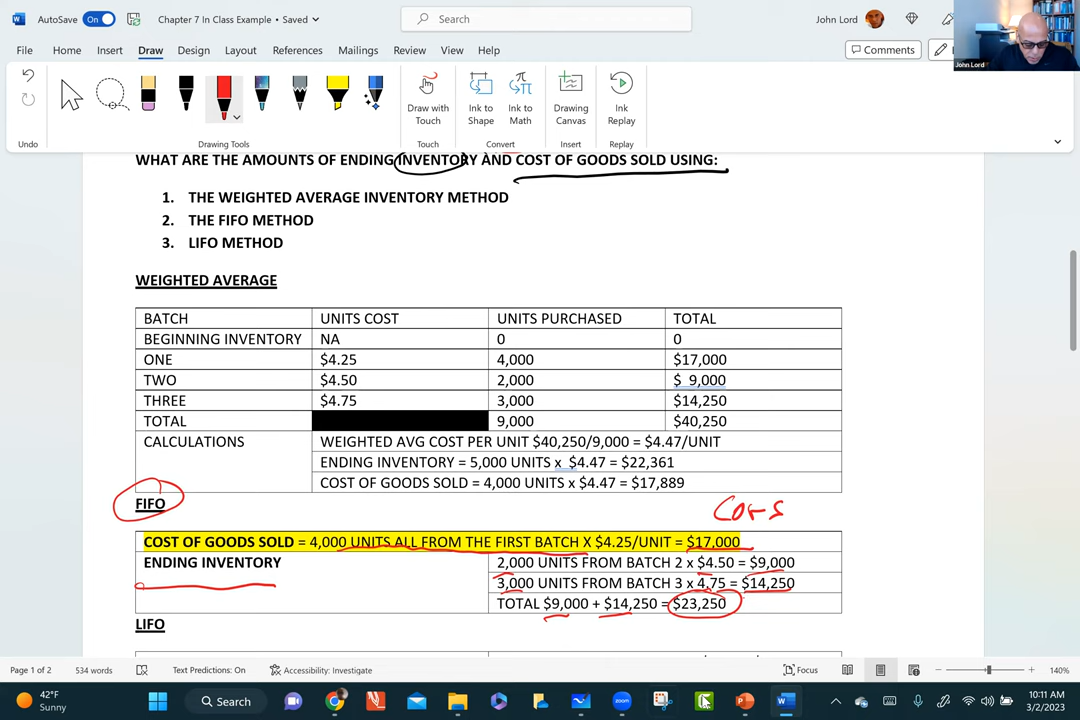 AutoSave On Chapter 7 In Class Example • Saved Search John Lord
John Lord
File Home Insert Draw Design Layout References Mailings Review View Help Comments
Draw with Touch Ink to Shape Ink to Math Drawing Canvas Ink Replay
Undo Drawing Tools Touch Convert Insert Replay
WHAT ARE THE AMOUNTS OF ENDING INVENTORY AND COST OF GOODS SOLD USING:
1. THE WEIGHTED AVERAGE INVENTORY METHOD
2. THE FIFO METHOD
3. LIFO METHOD
WEIGHTED AVERAGE
BATCH UNITS COST UNITS PURCHASED TOTAL
BEGINNING INVENTORY NA 0 0
ONE $4.25 4,000 $17,000
TWO $4.50 2,000 $ 9,000
THREE $4.75 3,000 $14,250
TOTAL 9,000 $40,250
CALCULATIONS WEIGHTED AVG COST PER UNIT $40,250/9,000 = $4.47/UNIT
ENDING INVENTORY = 5,000 UNITS x $4.47 = $22,361
COST OF GOODS SOLD = 4,000 UNITS x $4.47 = $17,889
FIFO
COGS
COST OF GOODS SOLD = 4,000 UNITS ALL FROM THE FIRST BATCH X $4.25/UNIT = $17,000
ENDING INVENTORY 2,000 UNITS FROM BATCH 2 x $4.50 = $9,000
3,000 UNITS FROM BATCH 3 x 4.75 = $14,250
TOTAL $9,000 + $14,250 = $23,250
LIFO
Page 1 of 2 534 words Text Predictions: On Accessibility: Investigate Focus 140%
42°F
Sunny
Search
10:11 AM
3/2/2023